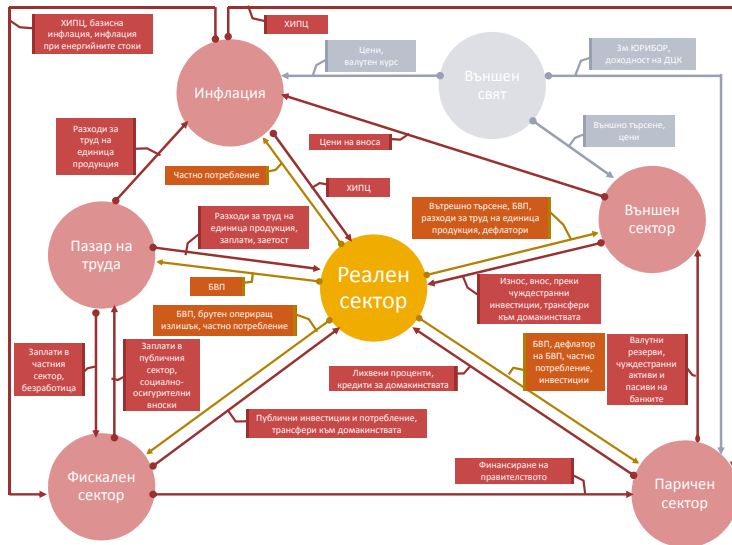 ХИПЦ, базисна
инфлация, инфлация
при енергийните стоки
ХИПЦ
Цени,
валутен курс
3м ЮРИБОР,
доходност на ДЦК
Инфлация
Външен
свят
Разходи за
труд на
единица
продукция
Цени на вноса
Външно търсене,
цени
Частно потребление
ХИПЦ
Вътрешно търсене, БВП,
разходи за труд на единица
продукция, дефлатори
Разходи за труд на
единица продукция,
заплати, заетост
Пазар на
труда
Външен
сектор
Реален
сектор
БВП
Износ, внос, преки
чуждестранни
инвестиции, трансфери
към домакинствата
БВП, брутен опериращ
излишък, частно потребление
Заплати в
частния
сектор,
безработица
Заплати в
публичния
сектор,
социално-
осигурителни
вноски
Лихвени проценти,
кредити за домакинствата
БВП, дефлатор
на БВП, частно
потребление,
инвестиции
Валутни
резерви,
чуждестранни
активи и
пасиви на
банките
Публични инвестиции и потребление,
трансфери към домакинствата
Финансиране на
правителството
Фискален
сектор
Паричен
сектор